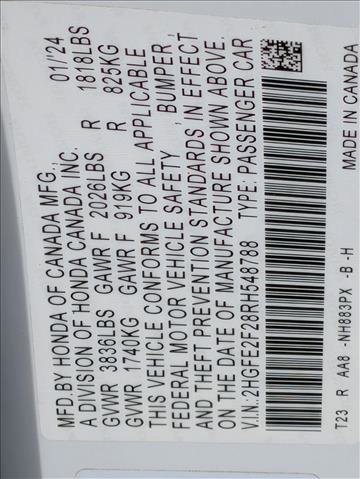 MFD.BY HONDA OF CANADA MFG., 01/'24
A DIVISION OF HONDA CANADA INC.
GVWR 3836LBS GAWR F 2026LBS R 1818LBS
GVWR 1740KG GAWR F 919KG R 825KG
THIS VEHICLE CONFORMS TO ALL APPLICABLE
FEDERAL MOTOR VEHICLE SAFETY , BUMPER,
AND THEFT PREVENTION STANDARDS IN EFFECT
ON THE DATE OF MANUFACTURE SHOWN ABOVE.
V.I.N.:2HGFE2F28RH548788 TYPE: PASSENGER CAR
T23 R AA8 -NH883PX -B -H
MADE IN CANADA